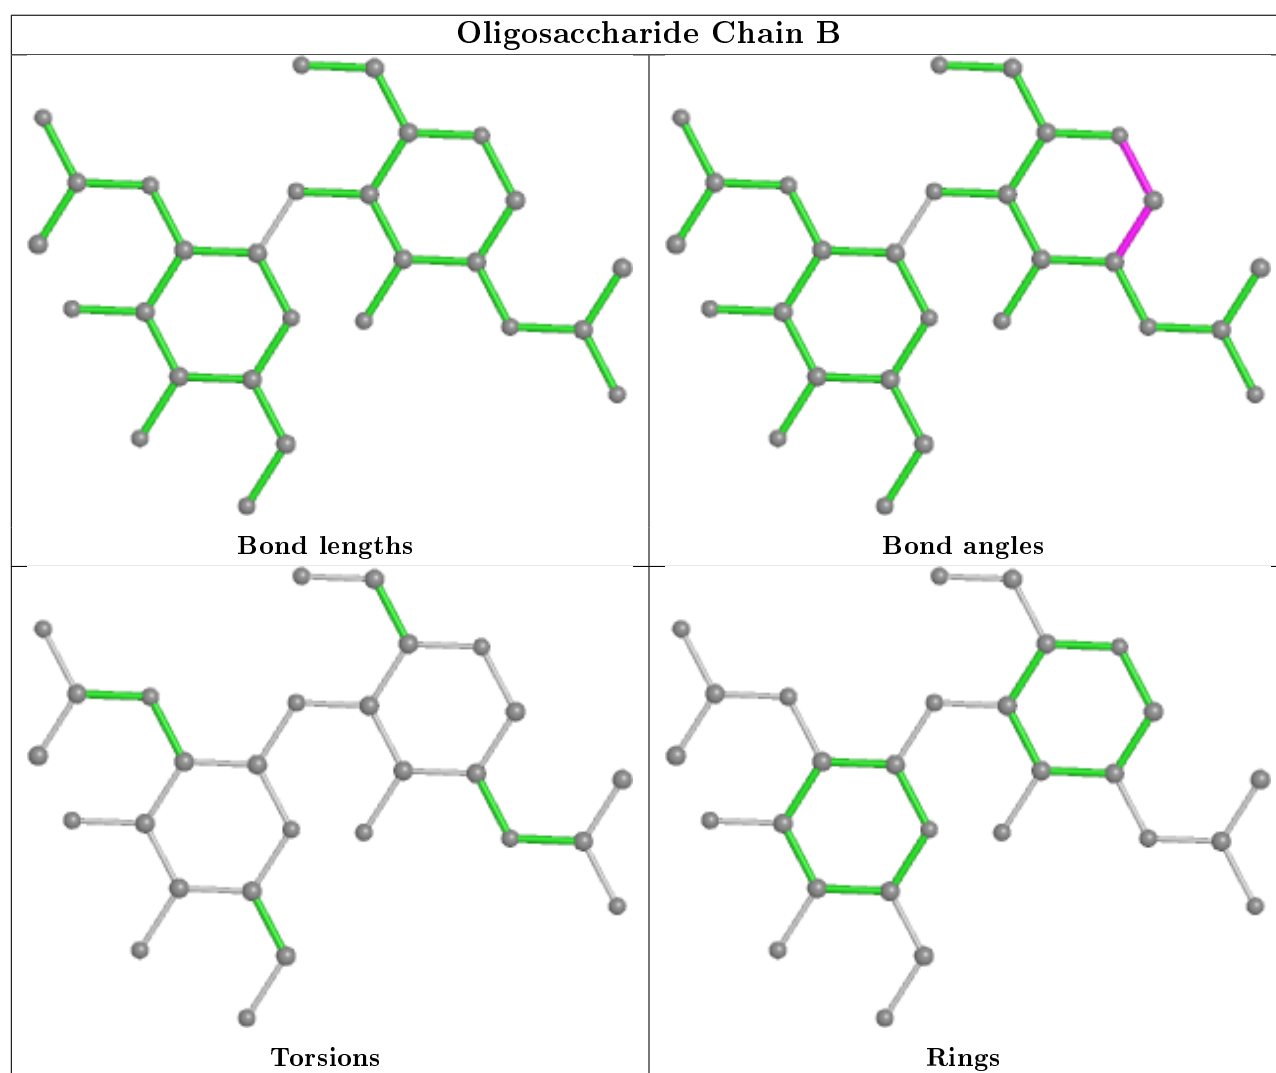 Oligosaccharide Chain B
Bond lengths
Bond angles
Torsions
Rings